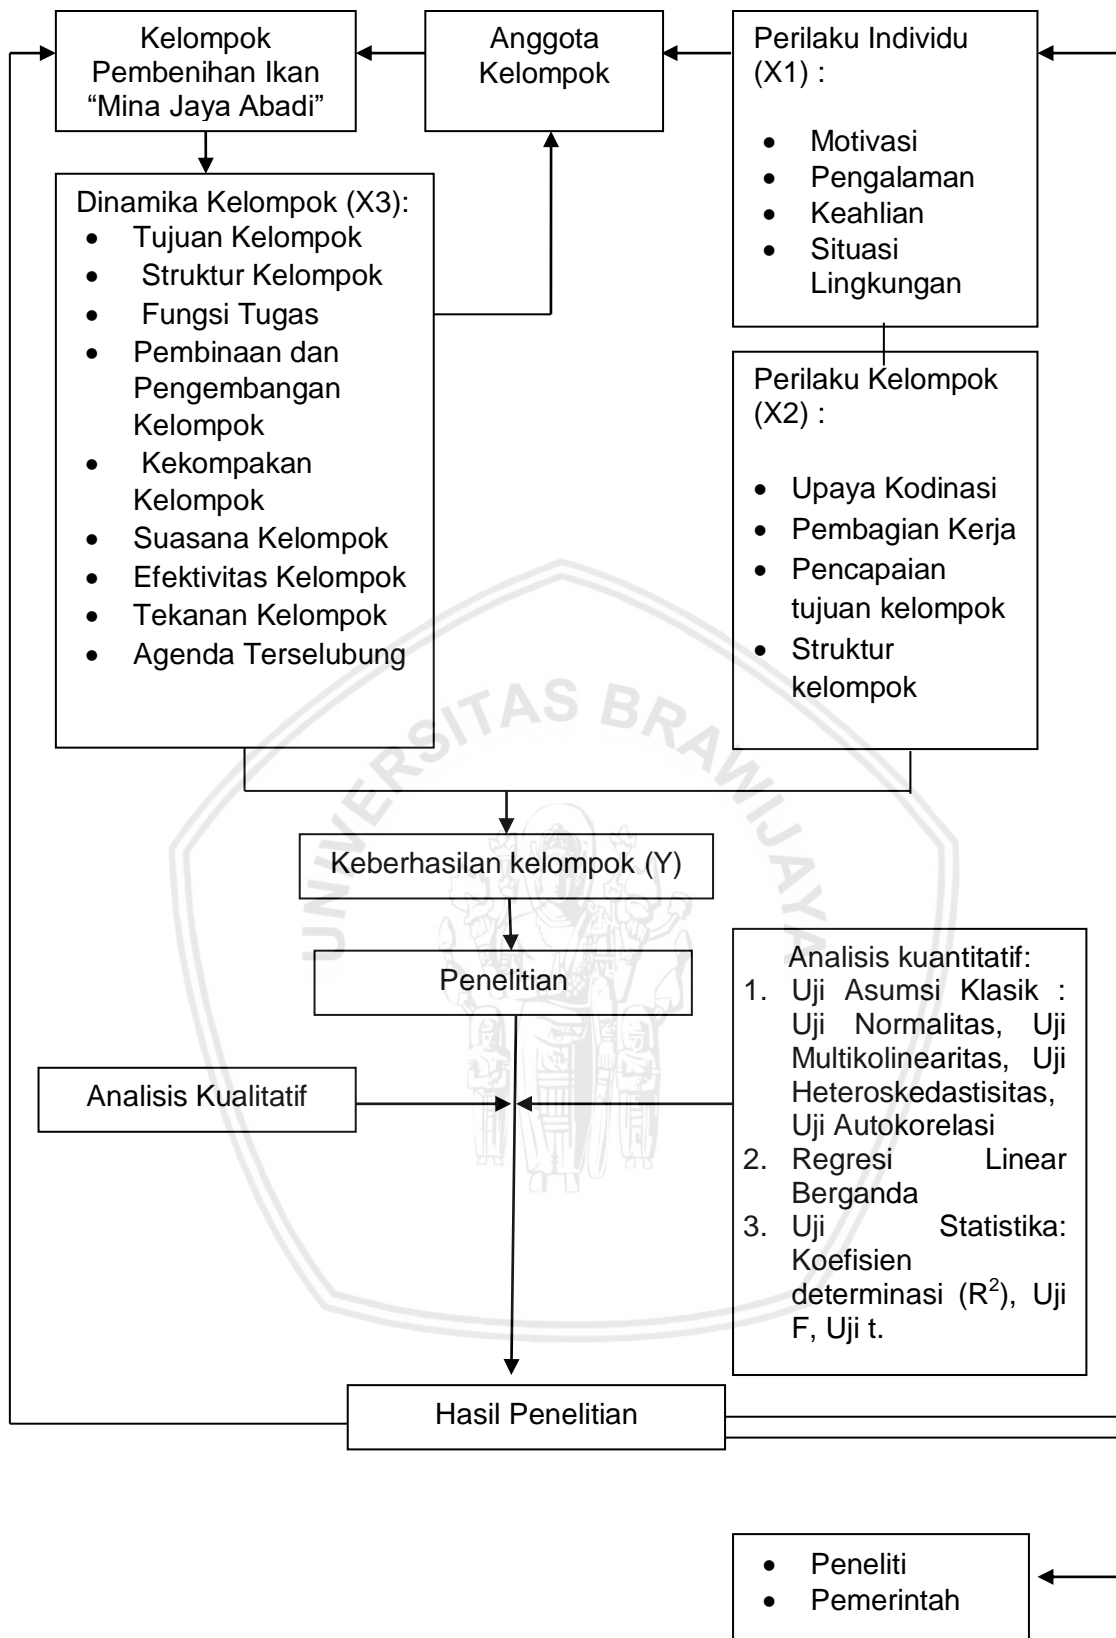 Kelompok
Pembenihan Ikan
“Mina Jaya Abadi”
Anggota
Kelompok
Perilaku Individu
(X1) :
• Motivasi
• Pengalaman
• Keahlian
• Situasi
Lingkungan
Dinamika Kelompok (X3):
• Tujuan Kelompok
• Struktur Kelompok
• Fungsi Tugas
• Pembinaan dan
Pengembangan
Kelompok
• Kekompakan
Kelompok
• Suasana Kelompok
• Efektivitas Kelompok
• Tekanan Kelompok
• Agenda Terselubung
Perilaku Kelompok
(X2) :
• Upaya Kodinasi
• Pembagian Kerja
• Pencapaian
tujuan kelompok
• Struktur
kelompok
UNIVERSITAS BRAWIJAYA
Keberhasilan kelompok (Y)
Penelitian
Analisis Kualitatif
Analisis kuantitatif:
1. Uji Asumsi Klasik :
Uji Normalitas, Uji
Multikolinearitas, Uji
Heteroskedastisitas,
Uji Autokorelasi
2. Regresi Linear
Berganda
3. Uji Statistika:
Koefisien
determinasi (R²), Uji
F, Uji t.
Hasil Penelitian
• Peneliti
• Pemerintah